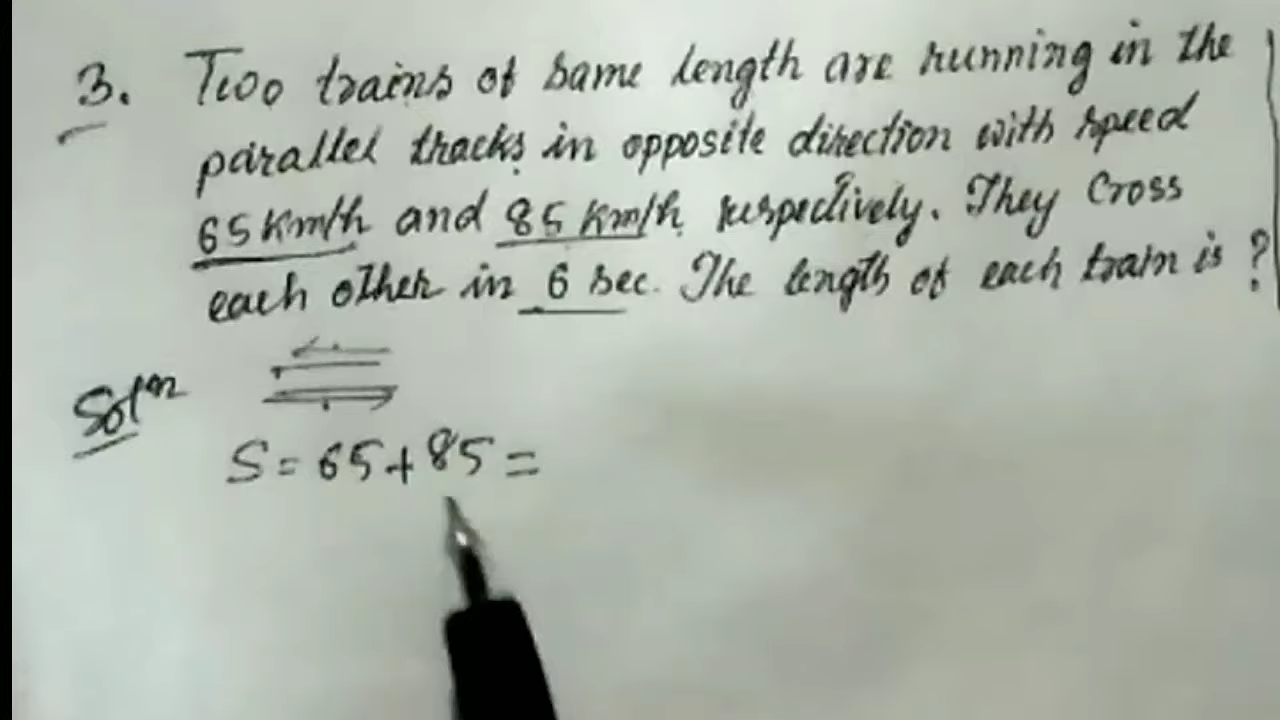 3. Two trains of same length are running in the
parallel tracks in opposite direction with speed
65 Km/h and 85 Km/h respectively. They Cross
each other in 6 sec. The length of each train is ?
Solⁿ
S = 65 + 85 =